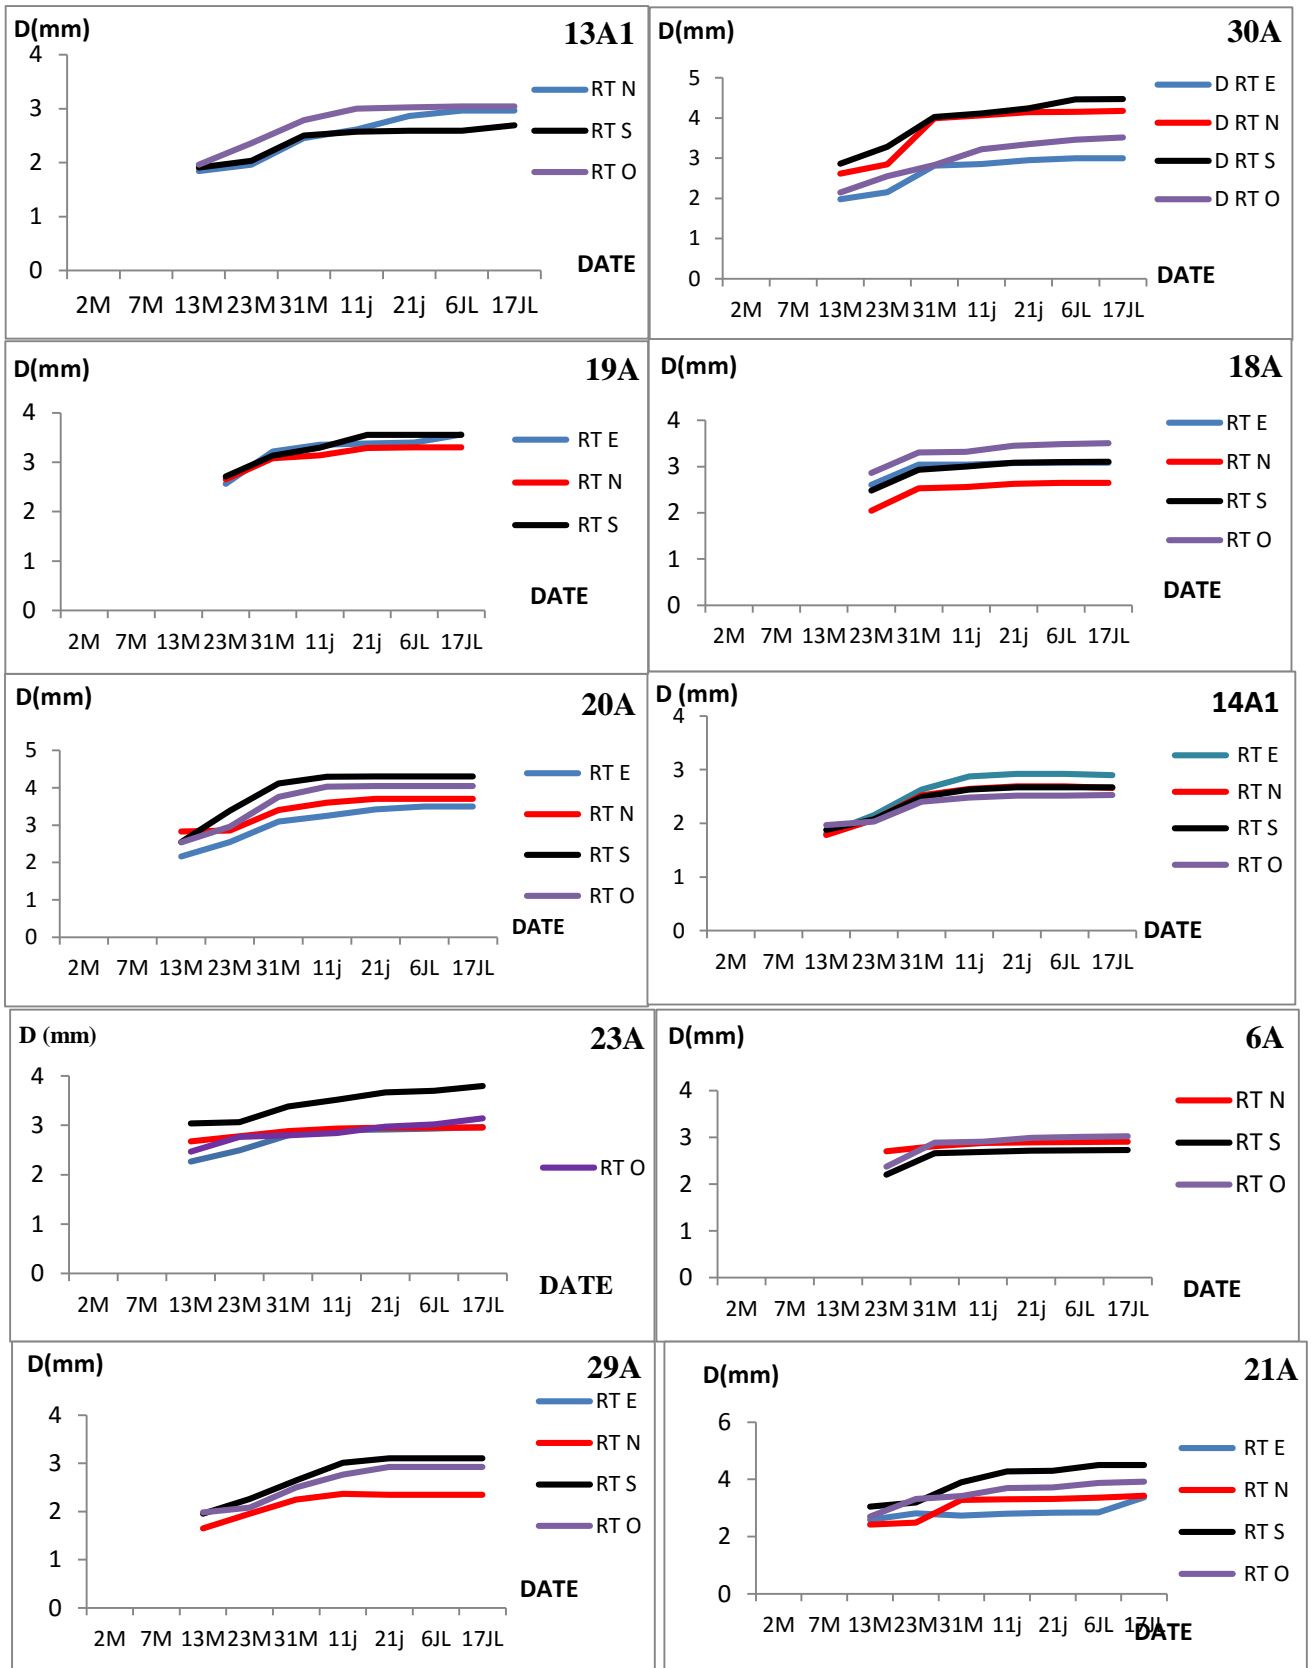 D(mm) 13A1
4
3
2
1
0
RT N
RT S
RT O
DATE
2M 7M 13M 23M 31M 11j 21j 6JL 17JL
D(mm) 30A
5
4
3
2
1
0
D RT E
D RT N
D RT S
D RT O
DATE
2M 7M 13M 23M 31M 11j 21j 6JL 17JL
D(mm) 19A
4
3
2
1
0
RT E
RT N
RT S
DATE
2M 7M 13M 23M 31M 11j 21j 6JL 17JL
D(mm) 18A
4
3
2
1
0
RT E
RT N
RT S
RT O
DATE
2M 7M 13M 23M 31M 11j 21j 6JL 17JL
D(mm) 20A
5
4
3
2
1
0
RT E
RT N
RT S
RT O
DATE
2M 7M 13M 23M 31M 11j 21j 6JL 17JL
D (mm) 14A1
4
3
2
1
0
RT E
RT N
RT S
RT O
DATE
2M 7M 13M 23M 31M 11j 21j 6JL 17JL
D (mm) 23A
4
3
2
1
0
RT O
DATE
2M 7M 13M 23M 31M 11j 21j 6JL 17JL
D(mm) 6A
4
3
2
1
0
RT N
RT S
RT O
DATE
2M 7M 13M 23M 31M 11j 21j 6JL 17JL
D(mm) 29A
4
3
2
1
0
RT E
RT N
RT S
RT O
DATE
2M 7M 13M 23M 31M 11j 21j 6JL 17JL
D(mm) 21A
6
4
2
0
RT E
RT N
RT S
RT O
2M 7M 13M 23M 31M 11j 21j 6JL 17JL
DATE